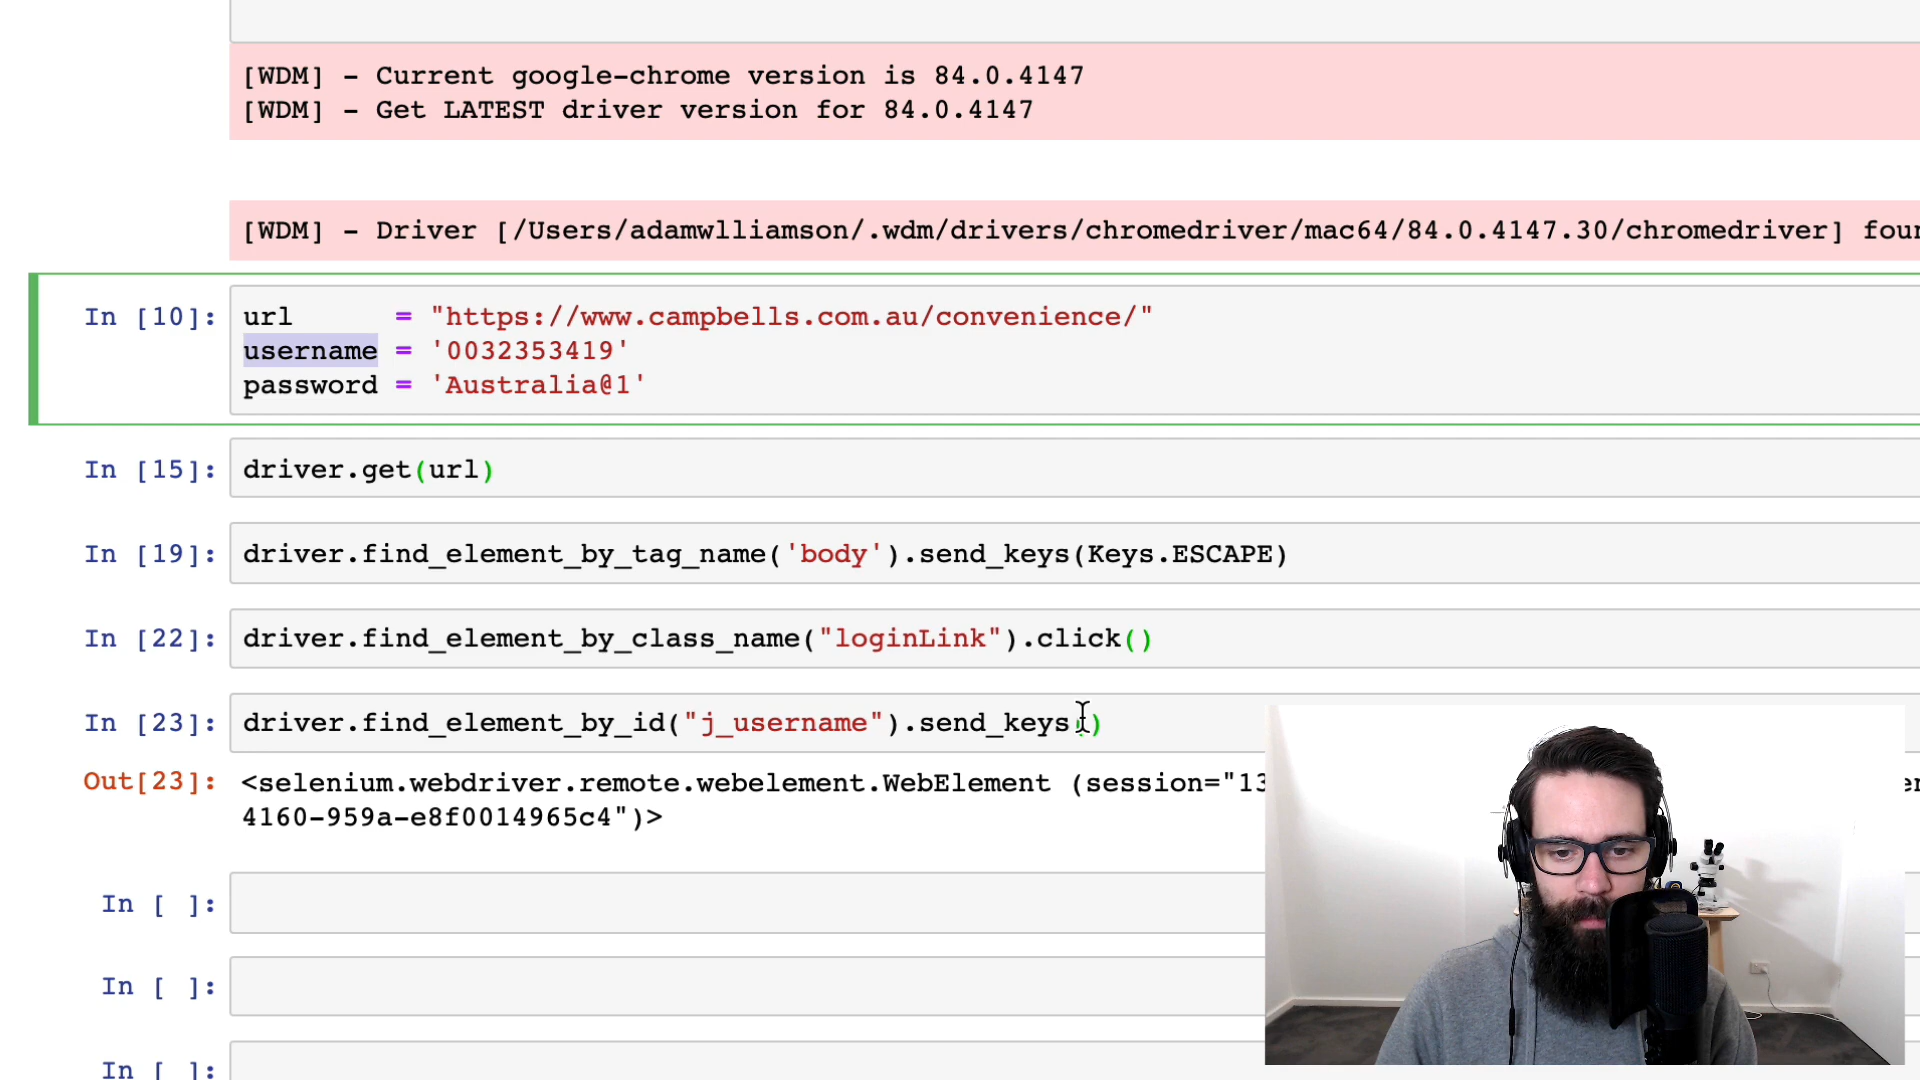 [WDM] - Current google-chrome version is 84.0.4147
[WDM] - Get LATEST driver version for 84.0.4147
[WDM] - Driver [/Users/adamwlliamson/.wdm/drivers/chromedriver/mac64/84.0.4147.30/chromedriver]
In [10]: url      = "https://www.campbells.com.au/convenience/"
username = '0032353419'
password = 'Australia@1'
In [15]: driver.get(url)
In [19]: driver.find_element_by_tag_name('body').send_keys(Keys.ESCAPE)
In [22]: driver.find_element_by_class_name("loginLink").click()
In [23]: driver.find_element_by_id("j_username").send_keys()
Out[23]: <selenium.webdriver.remote.webelement.WebElement (session="13
4160-959a-e8f0014965c4")>
In [ ]:
In [ ]:
In [ ]: